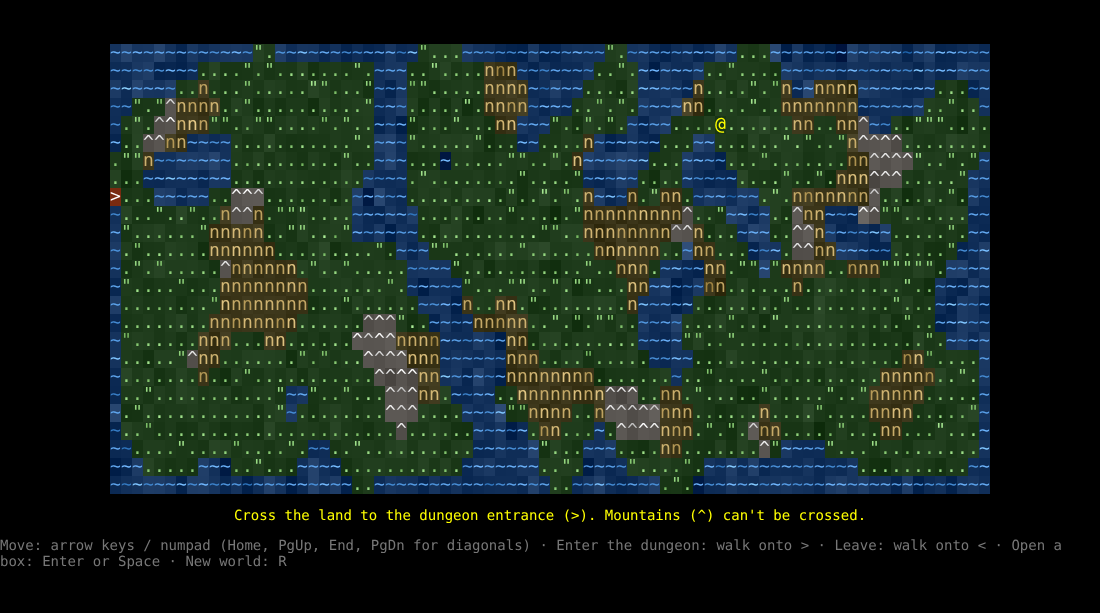 Cross the land to the dungeon entrance (>). Mountains (^) can't be crossed.
Move: arrow keys / numpad (Home, PgUp, End, PgDn for diagonals) · Enter the dungeon: walk onto > · Leave: walk onto < · Open a
box: Enter or Space · New world: R